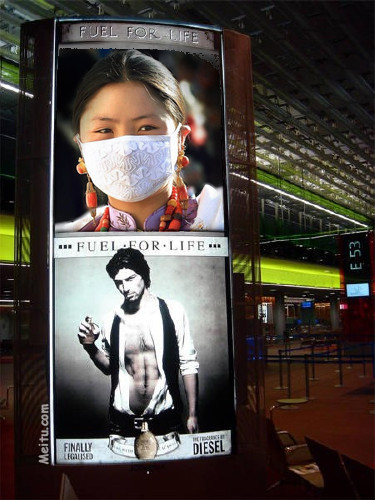 FUEL FOR LIFE
FUEL·FOR·LIFE
E 53
FINALLY
LEGALISED
THE FRAGRANCE BY
DIESEL
Meitu.com